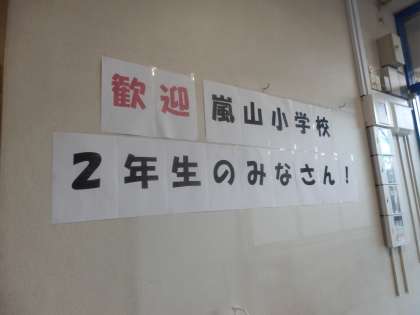 歓迎 嵐山小学校
2年生のみなさん!